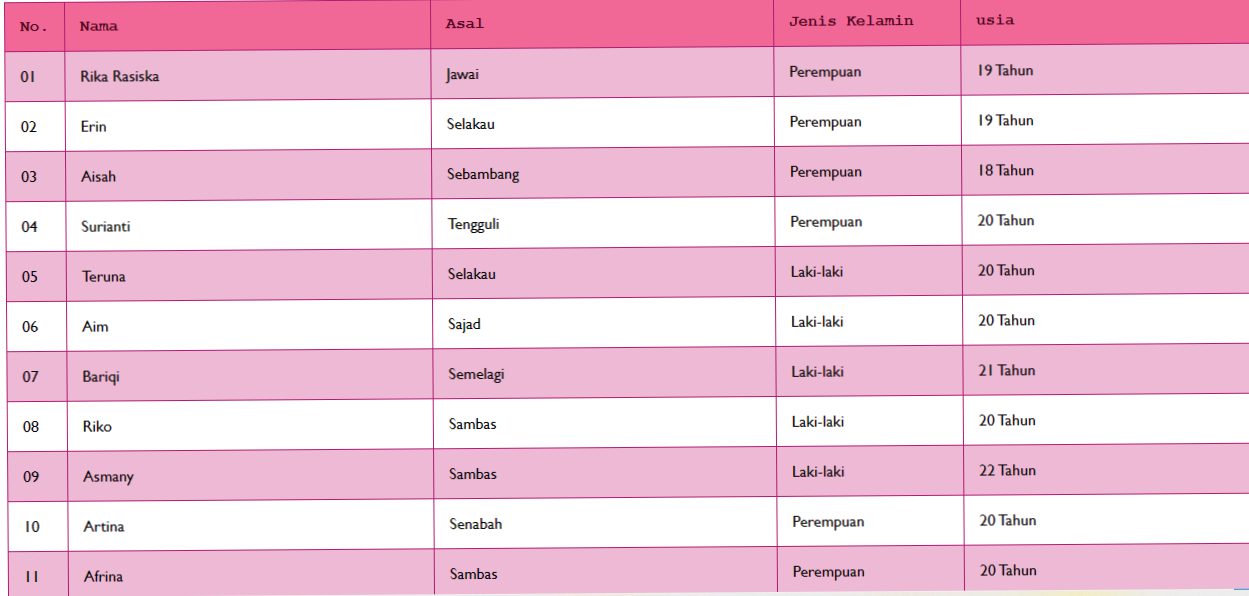 No. Nama Asal Jenis Kelamin usia
01 Rika Rasiska Jawai Perempuan 19 Tahun
02 Erin Selakau Perempuan 19 Tahun
03 Aisah Sebambang Perempuan 18 Tahun
04 Surianti Tengguli Perempuan 20 Tahun
05 Teruna Selakau Laki-laki 20 Tahun
06 Aim Sajad Laki-laki 20 Tahun
07 Bariqi Semelagi Laki-laki 21 Tahun
08 Riko Sambas Laki-laki 20 Tahun
09 Asmany Sambas Laki-laki 22 Tahun
10 Artina Senabah Perempuan 20 Tahun
11 Afrina Sambas Perempuan 20 Tahun